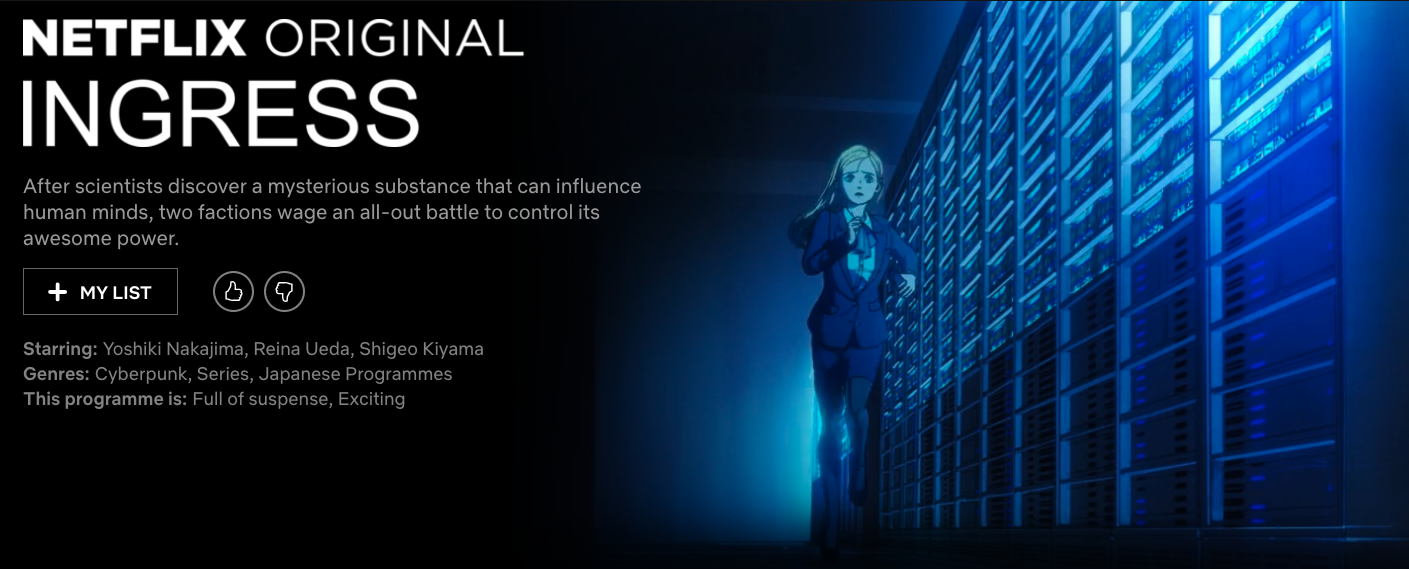 NETFLIX ORIGINAL
INGRESS
After scientists discover a mysterious substance that can influence
human minds, two factions wage an all-out battle to control its
awesome power.
MY LIST
Starring: Yoshiki Nakajima, Reina Ueda, Shigeo Kiyama
Genres: Cyberpunk, Series, Japanese Programmes
This programme is: Full of suspense, Exciting